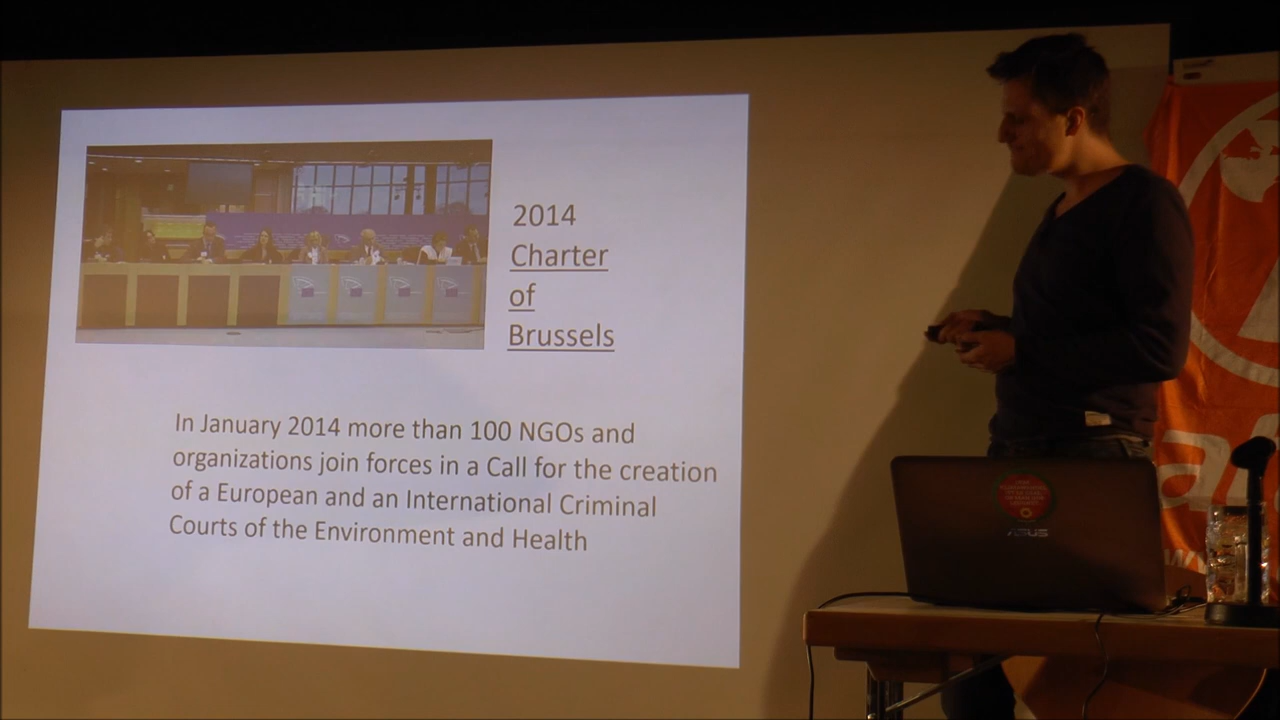 2014
Charter
of
Brussels
In January 2014 more than 100 NGOs and
organizations join forces in a Call for the creation
of a European and an International Criminal
Courts of the Environment and Health
ASUS